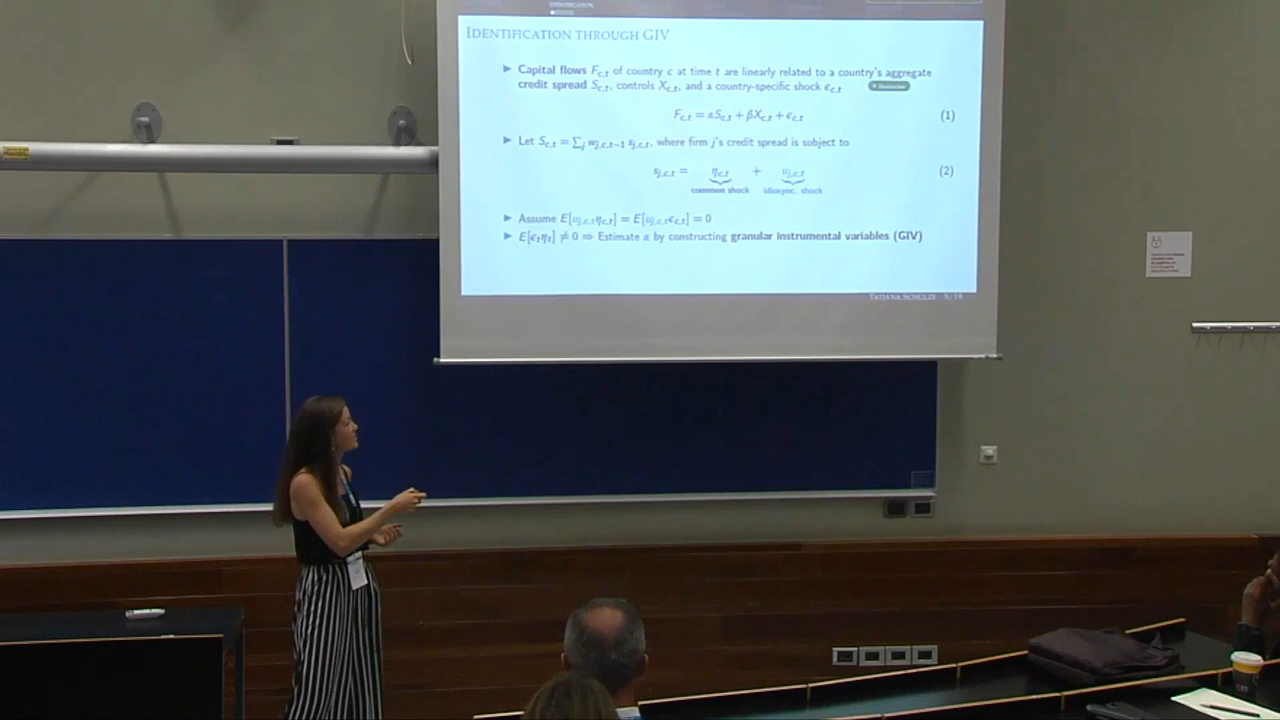 IDENTIFICATION THROUGH GIV
▶ Capital flows F_{c,t} of country c at time t are linearly related to a country's aggregate
credit spread S_{c,t}, controls X_{c,t}, and a country-specific shock ϵ_{c,t}
F_{c,t} = αS_{c,t} + βX_{c,t} + ϵ_{c,t} (1)
▶ Let S_{c,t} = ∑_j w_{j,c,t−1} s_{j,c,t}, where firm j's credit spread is subject to
s_{j,c,t} = η_{c,t} + u_{j,c,t} (2)
common shock idiosync. shock
▶ Assume E[u_{j,c,t}η_{c,t}] = E[u_{j,c,t}ϵ_{c,t}] = 0
▶ E[ϵ_tη_t] ≠ 0 ⇒ Estimate α by constructing granular instrumental variables (GIV)
TATJANA SCHULZE 5/19